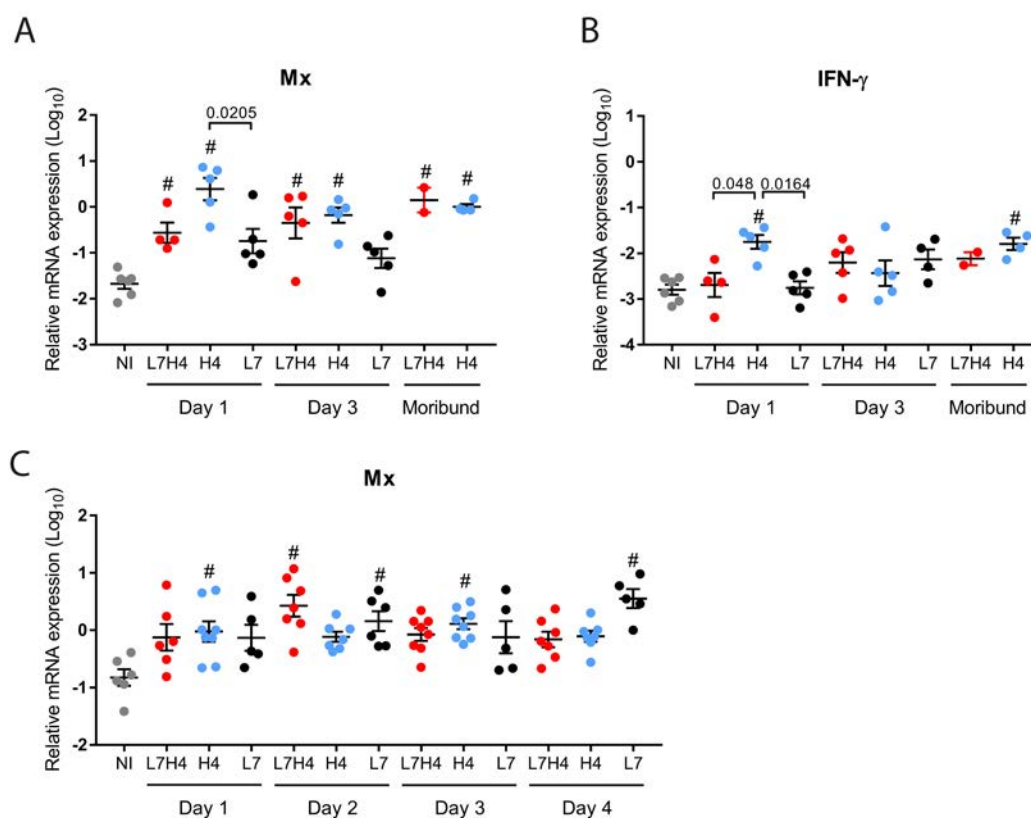 A
Mx
Relative mRNA expression (Log10)
2
1
0
-1
-2
-3
0.0205
#
#
#
#
#
#
NI
L7H4
H4
L7
L7H4
H4
L7
L7H4
H4
Day 1
Day 3
Moribund
B
IFN-γ
Relative mRNA expression (Log10)
1
0
-1
-2
-3
-4
0.048
0.0164
#
#
NI
L7H4
H4
L7
L7H4
H4
L7
L7H4
H4
Day 1
Day 3
Moribund
C
Mx
Relative mRNA expression (Log10)
2
1
0
-1
-2
#
#
#
#
#
NI
L7H4
H4
L7
L7H4
H4
L7
L7H4
H4
L7
L7H4
H4
L7
Day 1
Day 2
Day 3
Day 4